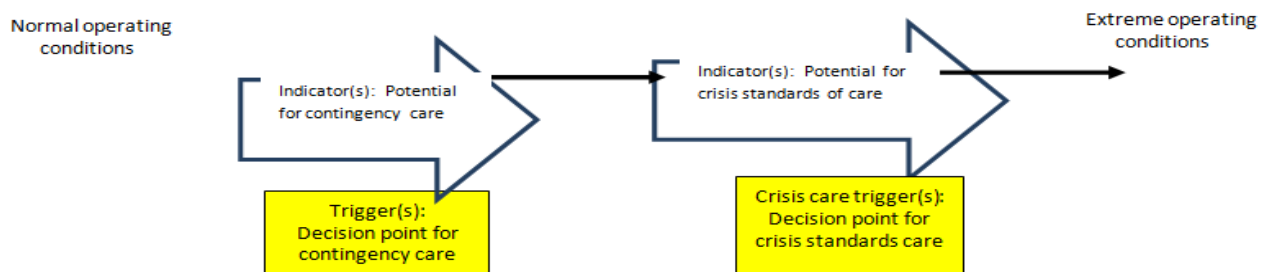 Normal operating
conditions
Indicator(s): Potential
for contingency care
Trigger(s):
Decision point for
contingency care
Indicator(s): Potential for
crisis standards of care
Crisis care trigger(s):
Decision point for
crisis standards care
Extreme operating
conditions